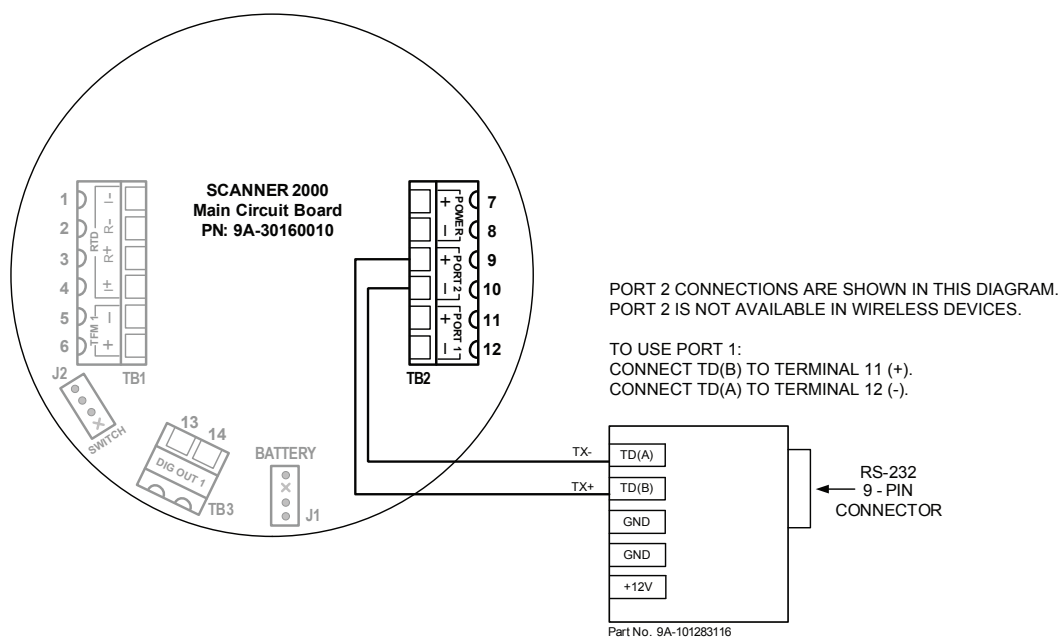 SCANNER 2000
Main Circuit Board
PN: 9A-30160010
1
2
3
4
5
6
I-
R-
R+
I+
RTD
-
+
TFM 1
TB1
J2
SWITCH
13
14
DIG OUT 1
TB3
BATTERY
J1
+
-
POWER
+
-
PORT 2
+
-
PORT 1
7
8
9
10
11
12
TB2
PORT 2 CONNECTIONS ARE SHOWN IN THIS DIAGRAM.
PORT 2 IS NOT AVAILABLE IN WIRELESS DEVICES.
TO USE PORT 1:
CONNECT TD(B) TO TERMINAL 11 (+).
CONNECT TD(A) TO TERMINAL 12 (-).
TX-
TD(A)
TX+
TD(B)
GND
GND
+12V
RS-232
9 - PIN
CONNECTOR
Part No. 9A-101283116